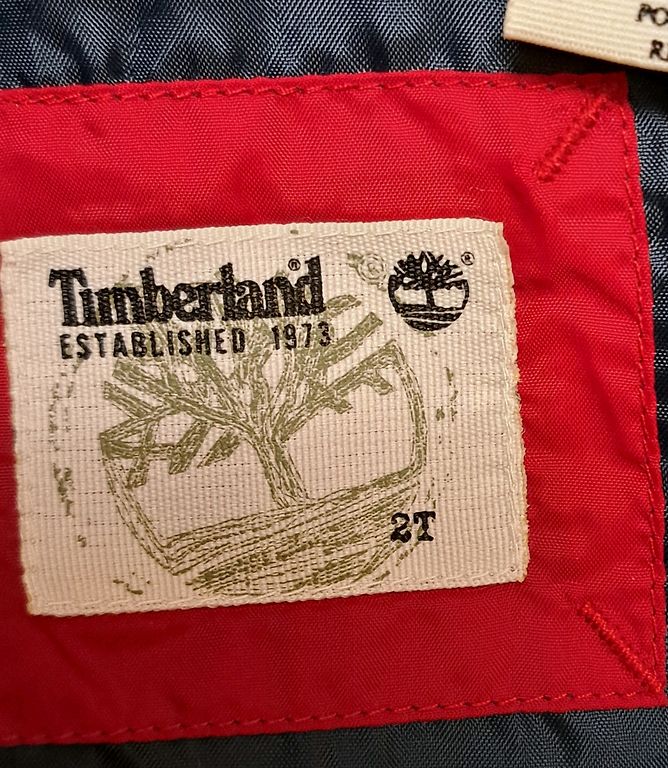 Timberland®
ESTABLISHED 1973
®
2T